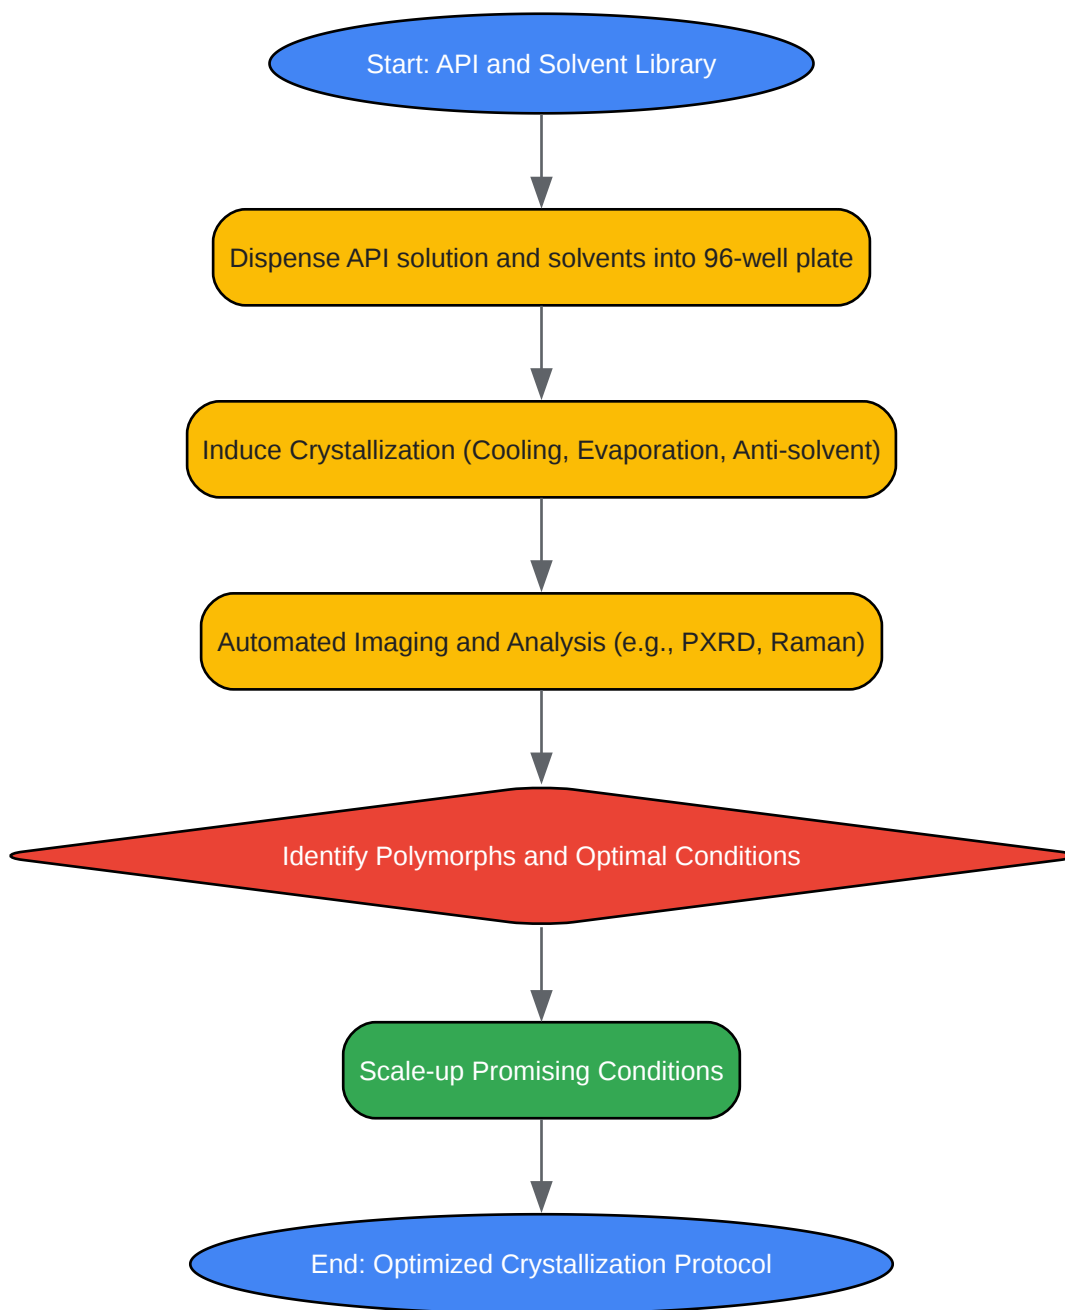 Start: API and Solvent Library
Dispense API solution and solvents into 96-well plate
Induce Crystallization (Cooling, Evaporation, Anti-solvent)
Automated Imaging and Analysis (e.g., PXRD, Raman)
Identify Polymorphs and Optimal Conditions
Scale-up Promising Conditions
End: Optimized Crystallization Protocol